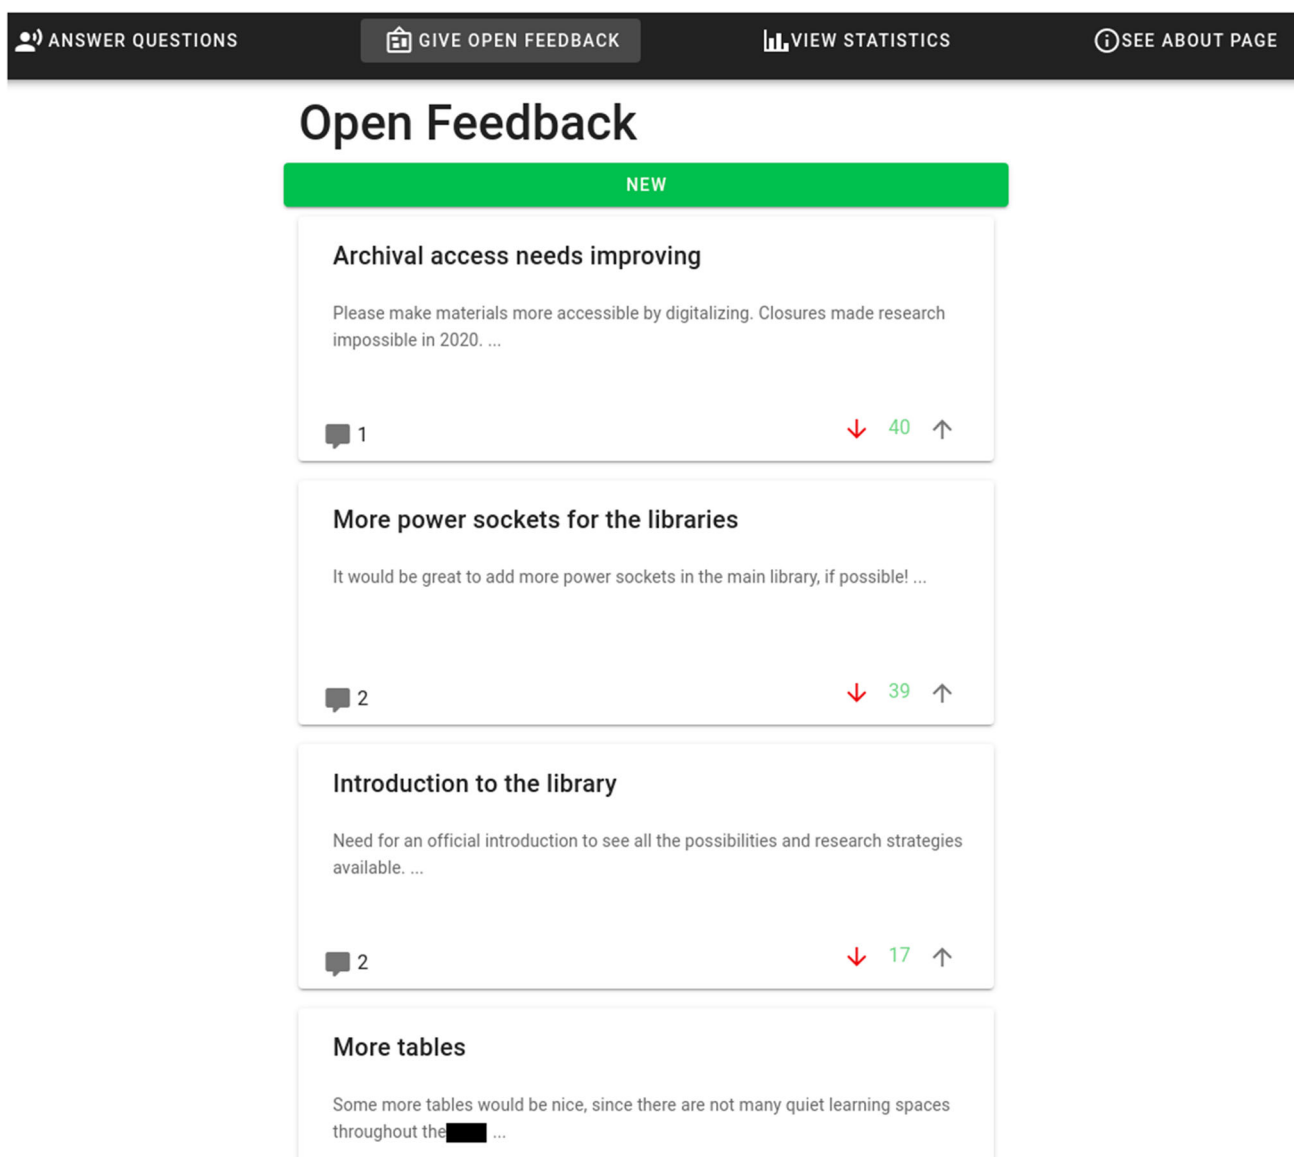 ANSWER QUESTIONS GIVE OPEN FEEDBACK VIEW STATISTICS SEE ABOUT PAGE
Open Feedback
NEW
Archival access needs improving
Please make materials more accessible by digitalizing. Closures made research
impossible in 2020. ...
1 40
More power sockets for the libraries
It would be great to add more power sockets in the main library, if possible! ...
2 39
Introduction to the library
Need for an official introduction to see all the possibilities and research strategies
available. ...
2 17
More tables
Some more tables would be nice, since there are not many quiet learning spaces
throughout the ...